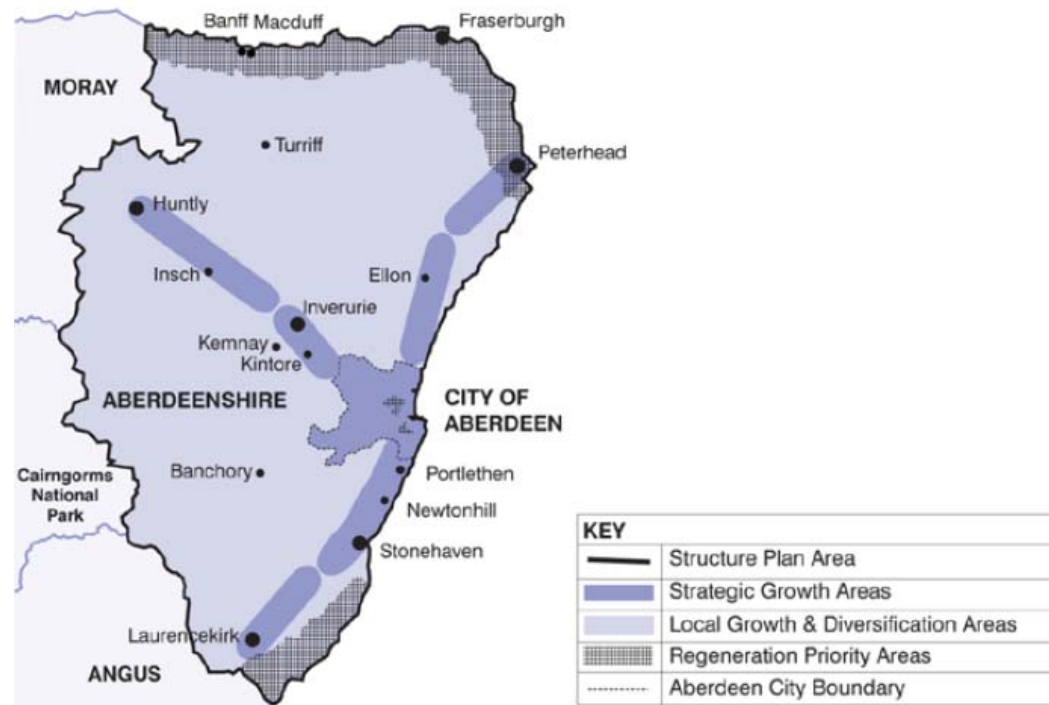 Banff Macduff
Fraserburgh
MORAY
Turriff
Peterhead
Huntly
Insch
Ellon
Inverurie
Kemnay
Kintore
ABERDEENSHIRE
CITY OF
ABERDEEN
Banchory
Portlethen
Cairngorms
National
Park
Newtonhill
Stonehaven
Laurencekirk
ANGUS
KEY
Structure Plan Area
Strategic Growth Areas
Local Growth & Diversification Areas
Regeneration Priority Areas
Aberdeen City Boundary